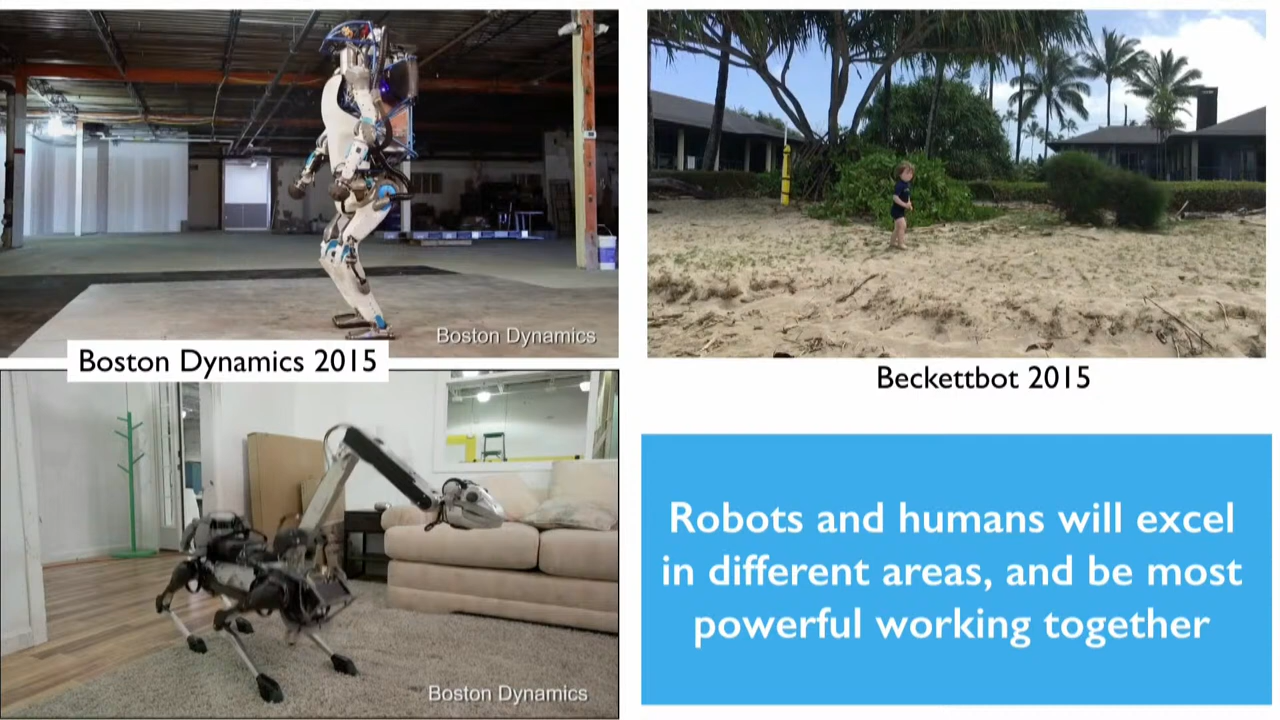 Boston Dynamics
Boston Dynamics 2015
Beckettbot 2015
Boston Dynamics
Robots and humans will excel
in different areas, and be most
powerful working together